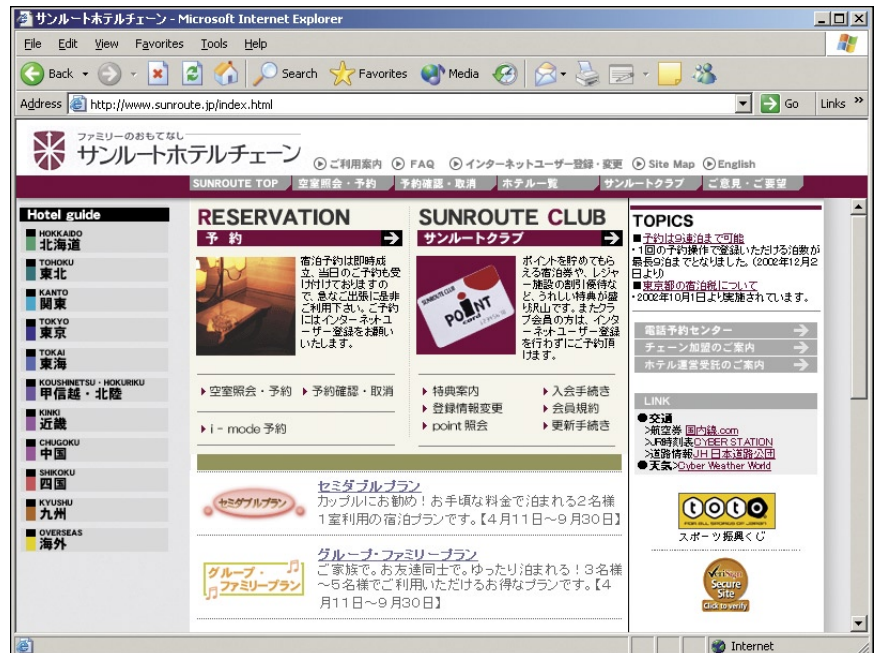 サンルートホテルチェーン - Microsoft Internet Explorer
File Edit View Favorites Tools Help
Back Search Favorites Media
Address http://www.sunroute.jp/index.html Go Links »
ファミリーのおもてなし
サンルートホテルチェーン
ご利用案内 FAQ インターネットユーザー登録・変更 Site Map English
SUNROUTE TOP 空室照会・予約 予約確認・取消 ホテル一覧 サンルートクラブ ご意見・ご要望
Hotel guide
HOKKAIDO
北海道
TOHOKU
東北
KANTO
関東
TOKYO
東京
TOKAI
東海
KOUSHINETSU・HOKURIKU
甲信越・北陸
KINKI
近畿
CHUGOKU
中国
SHIKOKU
四国
KYUSHU
九州
OVERSEAS
海外
RESERVATION
予 約
宿泊予約は即時成
立、当日のご予約も受
け付けておりますの
で、急なご出張に是非
ご利用下さい。ご予約
にはインターネットユ
ーザー登録をお願い
いたします。
空室照会・予約 予約確認・取消
i - mode 予約
SUNROUTE CLUB
サンルートクラブ
SUNROUTE CLUB
POINT
card
ポイントを貯めてもら
える宿泊券や、レジャ
ー施設の割引優待な
ど、うれしい特典が盛
り沢山です。またクラ
ブ会員の方は、インタ
ーネットユーザー登録
を行わずにご予約頂
けます。
特典案内 入会手続き
登録情報変更 会員規約
point 照会 更新手続き
セミダブルプラン
セミダブルプラン
カップルにお勧め！お手頃な料金で泊まれる2名様
1室利用の宿泊プランです。【4月11日～9月30日】
グループ・
ファミリープラン
グループ・ファミリープラン
ご家族で。お友達同士で。ゆったり泊まれる！3名様
～5名様でご利用いただけるお得なプランです。【4
月11日～9月30日】
TOPICS
■予約は9連泊まで可能
・1回の予約操作で登録いただける泊数が
最長9泊までとなりました。(2002年12月2
日より)
■東京都の宿泊税について
・2002年10月1日より実施されています。
電話予約センター
チェーン加盟のご案内
ホテル運営受託のご案内
LINK
●交通
>航空券 国内線.com
>JR時刻表CYBER STATION
>道路情報JH 日本道路公団
●天気>Cyber Weather World
toto
FOR ALL SPORTS OF JAPAN
スポーツ振興くじ
VeriSign
Secure
Site
Click to verify
Internet